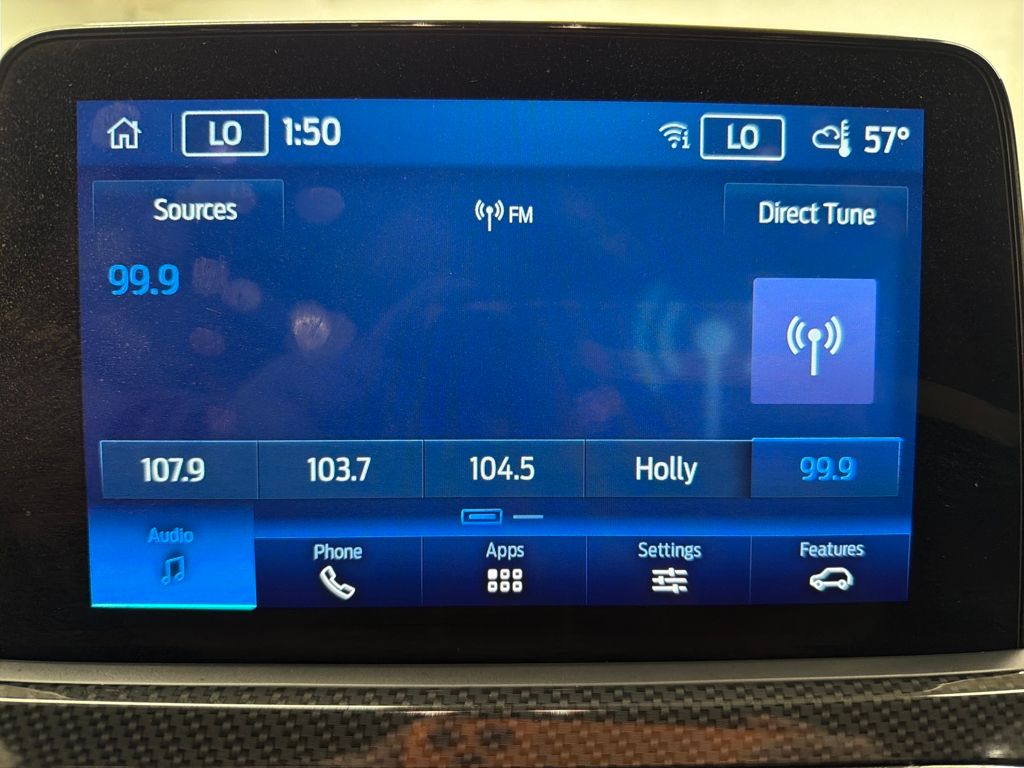 LO 1:50 LO 57°
Sources FM Direct Tune
99.9
107.9 103.7 104.5 Holly 99.9
Audio Phone Apps Settings Features